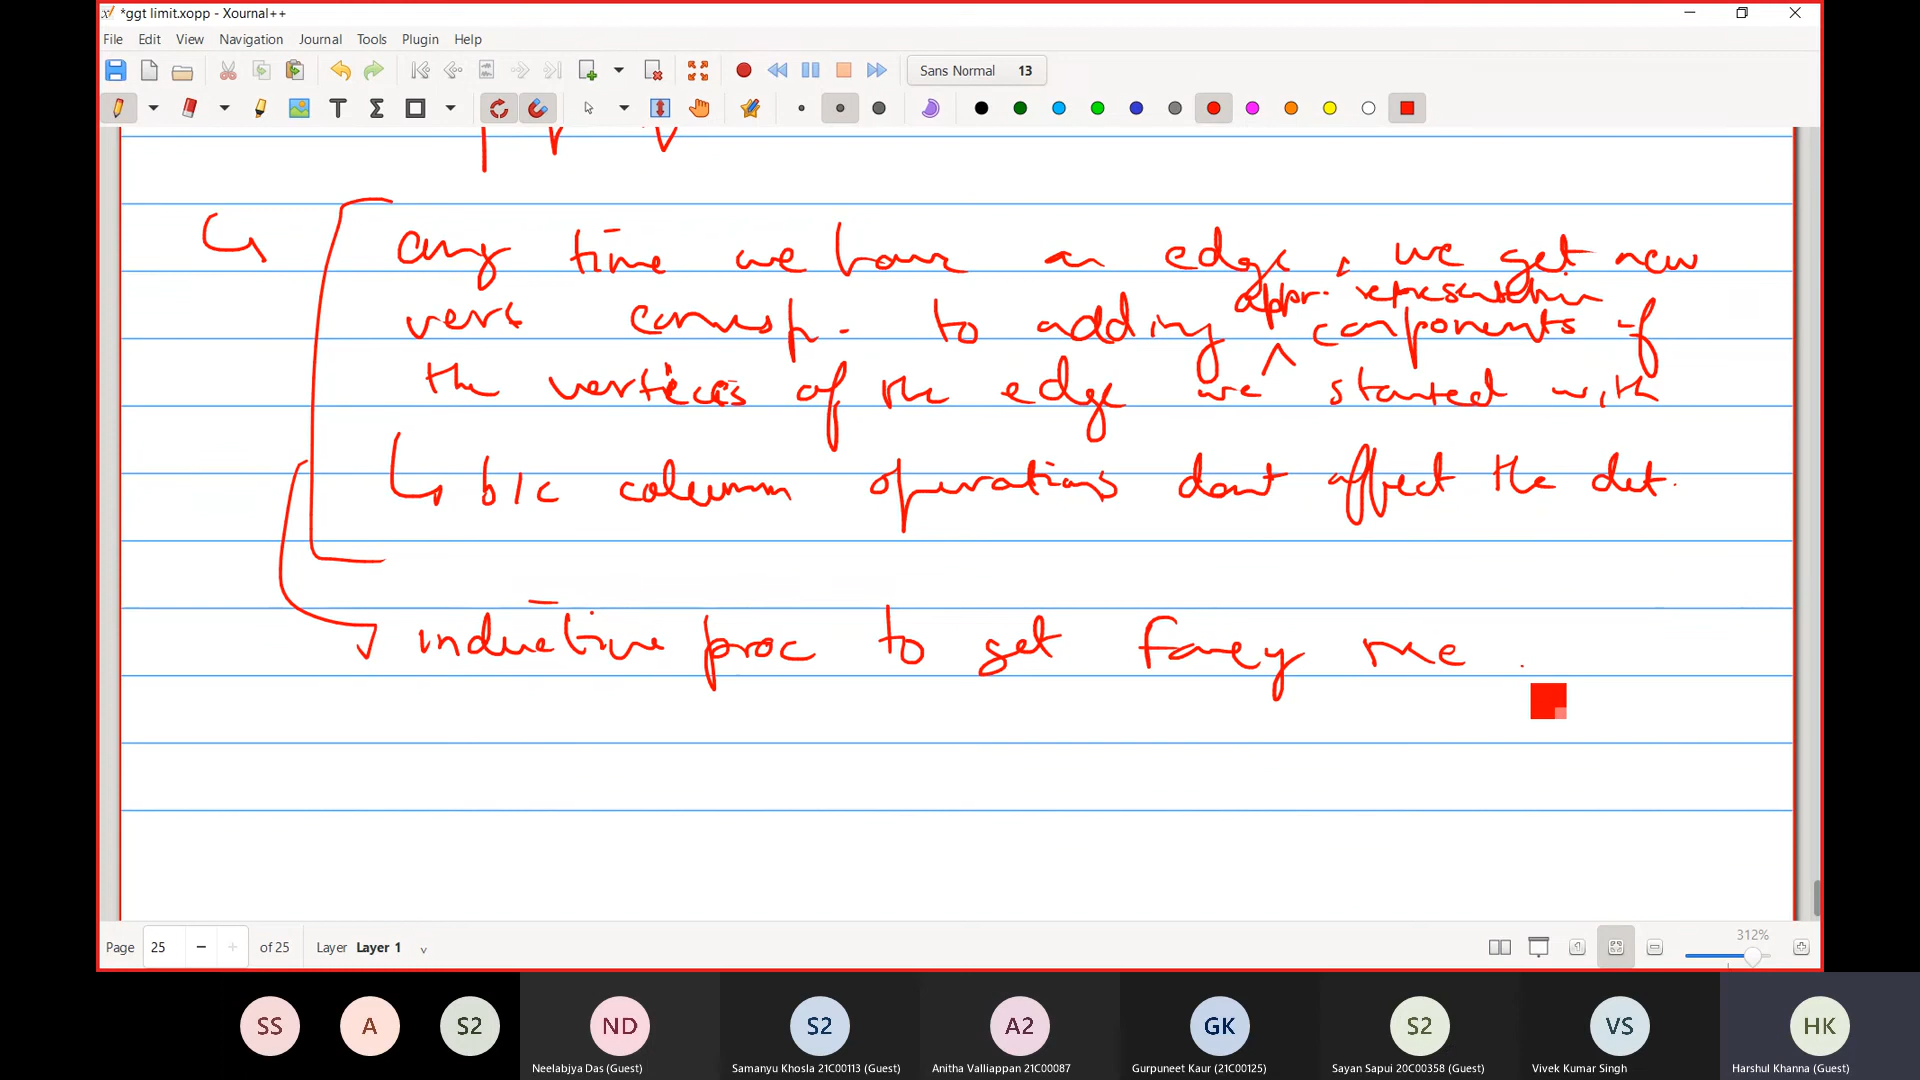 *ggt limit.xopp - Xournal++
File Edit View Navigation Journal Tools Plugin Help
Sans Normal 13
any time we have an edge, we get new
appr. representation
vers corresp. to adding ^ components of
the vertices of the edge we started with
b/c column operations dont affect the det.
inductive proc to get Farey tree.
Page 25 of 25 Layer Layer 1 312%
SS A S2 ND S2 A2 GK S2 VS HK
Neelabjya Das (Guest) Samanyu Khosla 21C00113 (Guest) Anitha Valliappan 21C00087 Gurpuneet Kaur (21C00125) Sayan Sapui 20C00358 (Guest) Vivek Kumar Singh Harshul Khanna (Guest)